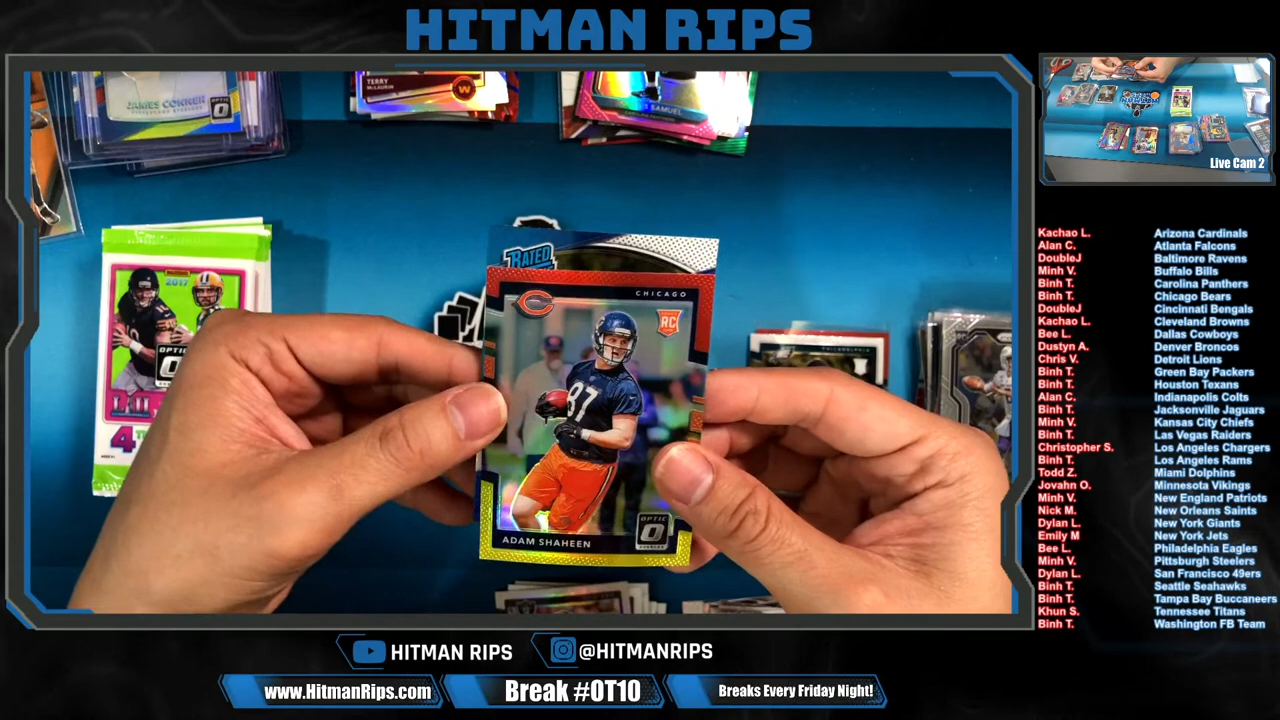 HITMAN RIPS
JAMES CONNER
OPTIC
TERRY
McLAURIN
W
SAMUEL
Live Cam 2
2017
OPTIC
4
RATED
CHICAGO
RC
87
ADAM SHAHEEN
OPTIC
PHILADELPHIA
Kachao L. Arizona Cardinals
Alan C. Atlanta Falcons
DoubleJ Baltimore Ravens
Minh V. Buffalo Bills
Binh T. Carolina Panthers
Binh T. Chicago Bears
DoubleJ Cincinnati Bengals
Kachao L. Cleveland Browns
Bee L. Dallas Cowboys
Dustyn A. Denver Broncos
Chris V. Detroit Lions
Binh T. Green Bay Packers
Binh T. Houston Texans
Alan C. Indianapolis Colts
Binh T. Jacksonville Jaguars
Minh V. Kansas City Chiefs
Binh T. Las Vegas Raiders
Christopher S. Los Angeles Chargers
Binh T. Los Angeles Rams
Todd Z. Miami Dolphins
Jovahn O. Minnesota Vikings
Minh V. New England Patriots
Nick M. New Orleans Saints
Dylan L. New York Giants
Emily M New York Jets
Bee L. Philadelphia Eagles
Minh V. Pittsburgh Steelers
Dylan L. San Francisco 49ers
Binh T. Seattle Seahawks
Binh T. Tampa Bay Buccaneers
Khun S. Tennessee Titans
Binh T. Washington FB Team
HITMAN RIPS
@HITMANRIPS
www.HitmanRips.com
Break #OT10
Breaks Every Friday Night!